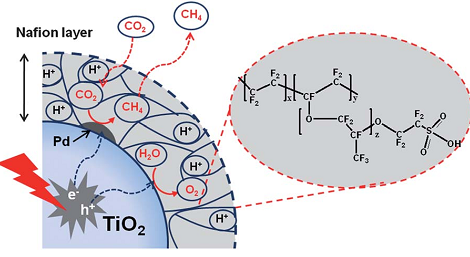 Nafion layer
CO2
CH4
H+
H+
CO2
CH4
H+
H+
Pd
H2O
H+
O2
H+
e-
h+
TiO2
F2
C
C
F2
x
CF
F2
C
y
O
CF2
CF
CF3
z
O
C
F2
F2
C
S
O
O
OH